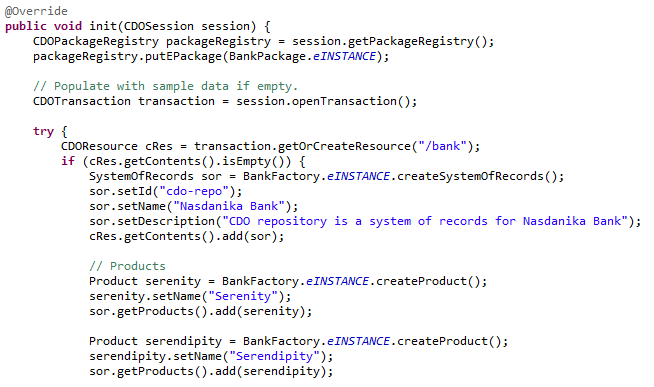 @Override
public void init(CDOSession session) {
    CDOPackageRegistry packageRegistry = session.getPackageRegistry();
    packageRegistry.putEPackage(BankPackage.eINSTANCE);

    // Populate with sample data if empty.
    CDOTransaction transaction = session.openTransaction();

    try {
        CDOResource cRes = transaction.getOrCreateResource("/bank");
        if (cRes.getContents().isEmpty()) {
            SystemOfRecords sor = BankFactory.eINSTANCE.createSystemOfRecords();
            sor.setId("cdo-repo");
            sor.setName("Nasdanika Bank");
            sor.setDescription("CDO repository is a system of records for Nasdanika Bank");
            cRes.getContents().add(sor);

            // Products
            Product serenity = BankFactory.eINSTANCE.createProduct();
            serenity.setName("Serenity");
            sor.getProducts().add(serenity);

            Product serendipity = BankFactory.eINSTANCE.createProduct();
            serendipity.setName("Serendipity");
            sor.getProducts().add(serendipity);